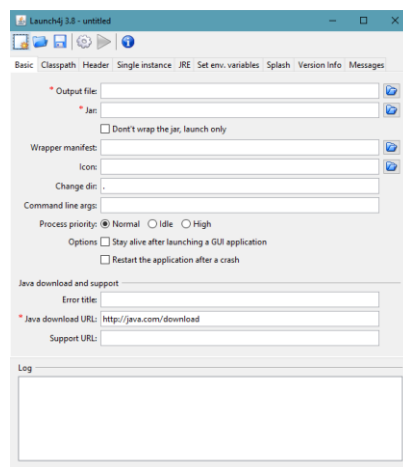 Launch4j 3.8 - untitled
Basic Classpath Header Single instance JRE Set env. variables Splash Version Info Messages
* Output file:
* Jar:
Dont't wrap the jar, launch only
Wrapper manifest:
Icon:
Change dir: .
Command line args:
Process priority: Normal Idle High
Options Stay alive after launching a GUI application
Restart the application after a crash
Java download and support
Error title:
* Java download URL: http://java.com/download
Support URL:
Log